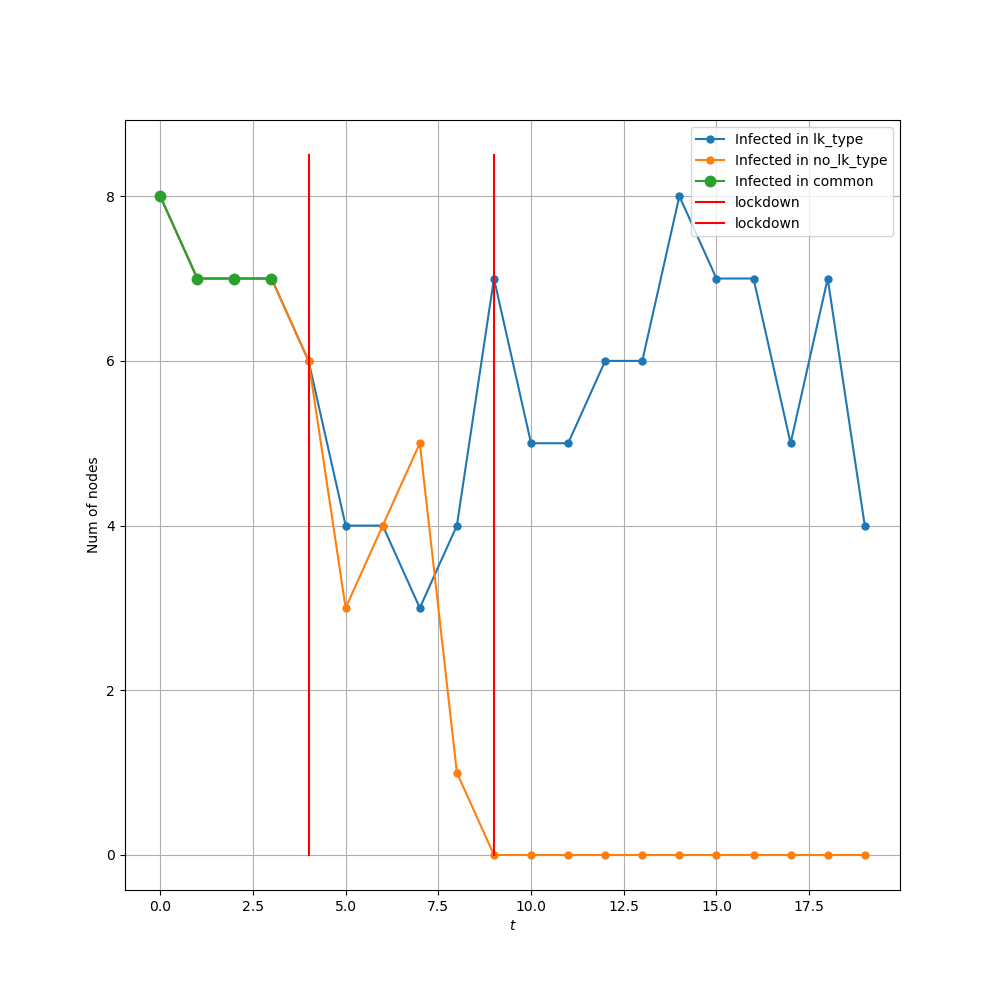 Infected in lk_type
Infected in no_lk_type
Infected in common
lockdown
lockdown
8
6
4
2
0
Num of nodes
0.0 2.5 5.0 7.5 10.0 12.5 15.0 17.5
t